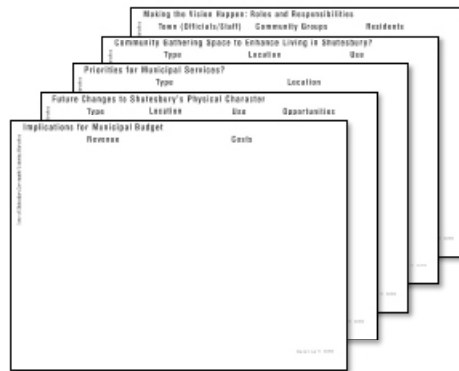 Making the Vision Happen: Roles and Responsibilities
Town (Officials/Staff) Community Groups Residents
Community Gathering Space to Enhance Living in Shutesbury?
Type Location Use
Priorities for Municipal Services?
Type Location
Future Changes to Shutesbury's Physical Character
Type Location Use Opportunities
Implications for Municipal Budget
Revenue Costs